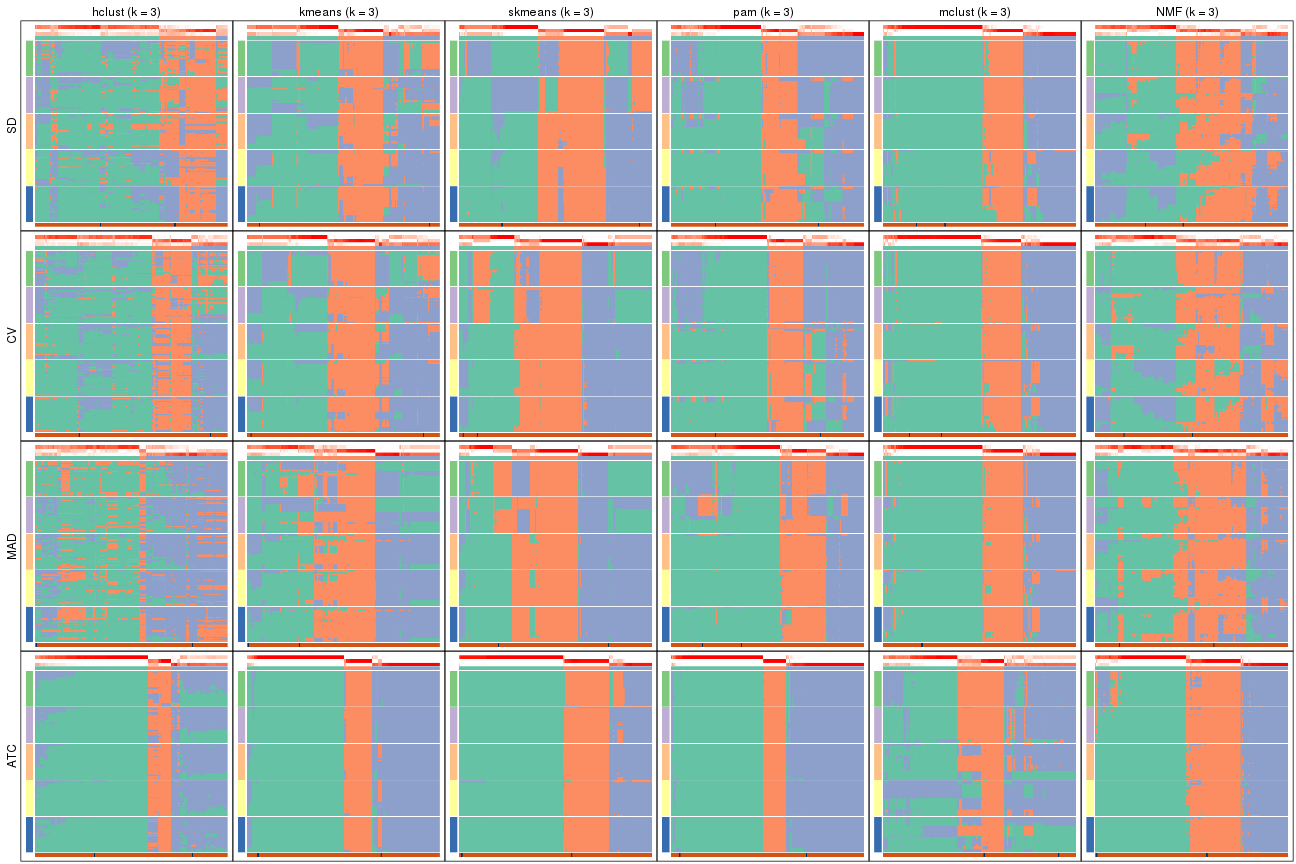 hclust (k = 3) kmeans (k = 3) skmeans (k = 3) pam (k = 3) mclust (k = 3) NMF (k = 3)
SD
CV
MAD
ATC